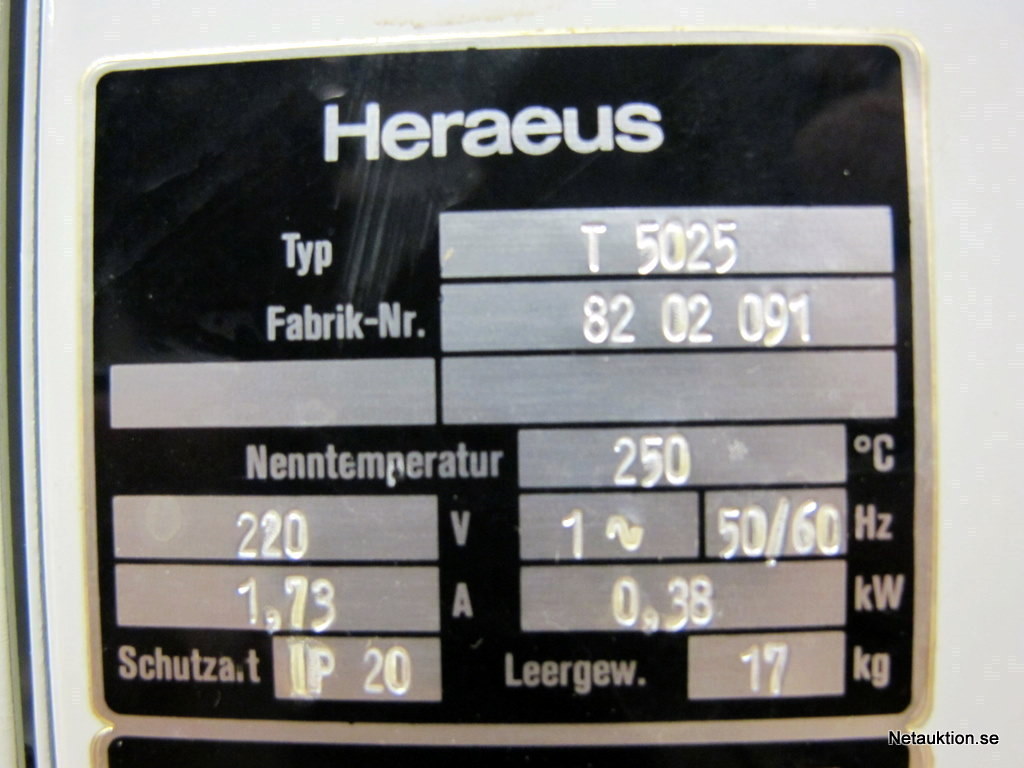 Heraeus
Typ T 5025
Fabrik-Nr. 82 02 091
Nenntemperatur 250 °C
220 V 1 ~ 50/60 Hz
1,73 A 0,38 kW
Schutza.t IP 20 Leergew. 17 kg
Netauktion.se